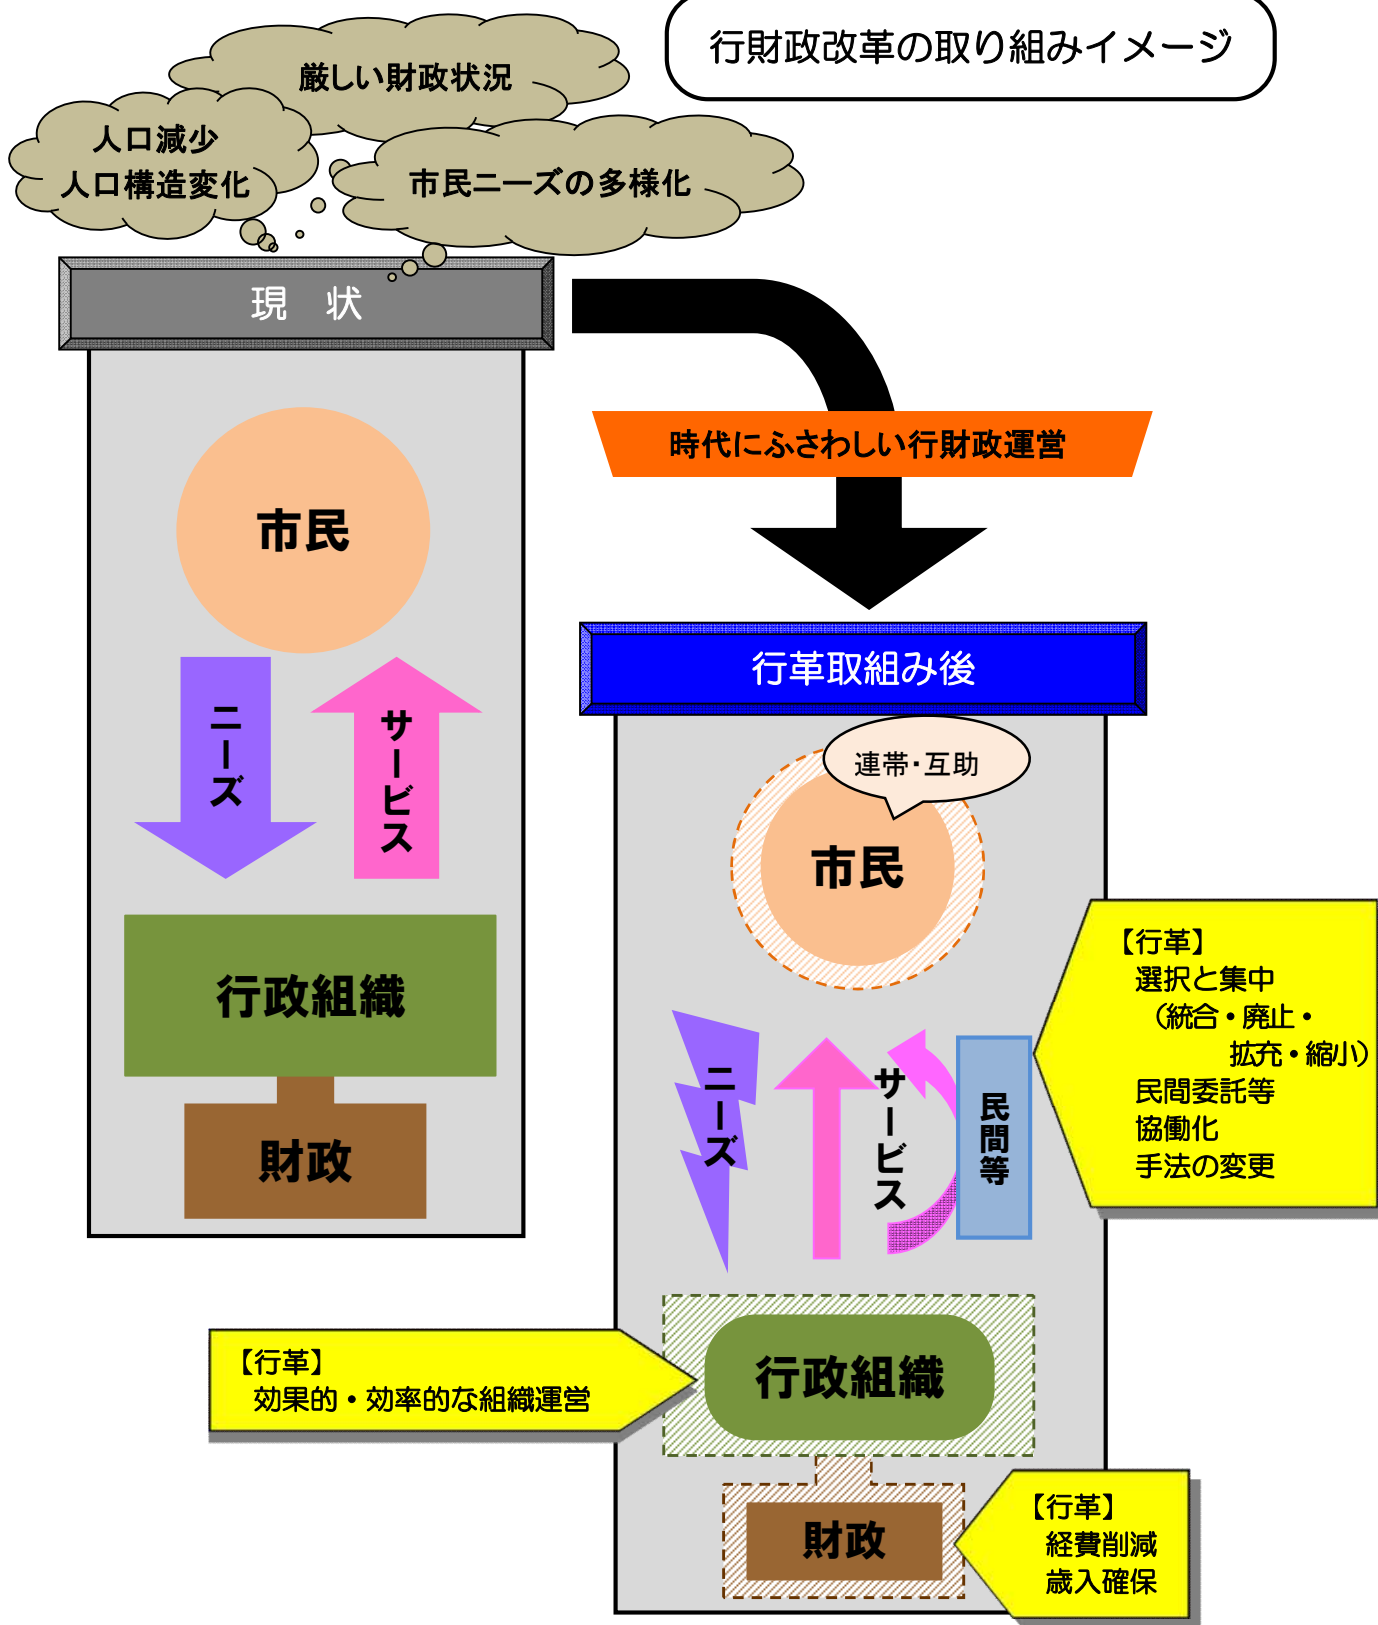 行財政改革の取り組みイメージ
厳しい財政状況
人口減少
人口構造変化
市民ニーズの多様化
現　状
時代にふさわしい行財政運営
市民
ニーズ
サービス
行政組織
財政
行革取組み後
連帯・互助
市民
ニーズ
サービス
民間等
【行革】
選択と集中
（統合・廃止・
拡充・縮小）
民間委託等
協働化
手法の変更
【行革】
効果的・効率的な組織運営
行政組織
財政
【行革】
経費削減
歳入確保